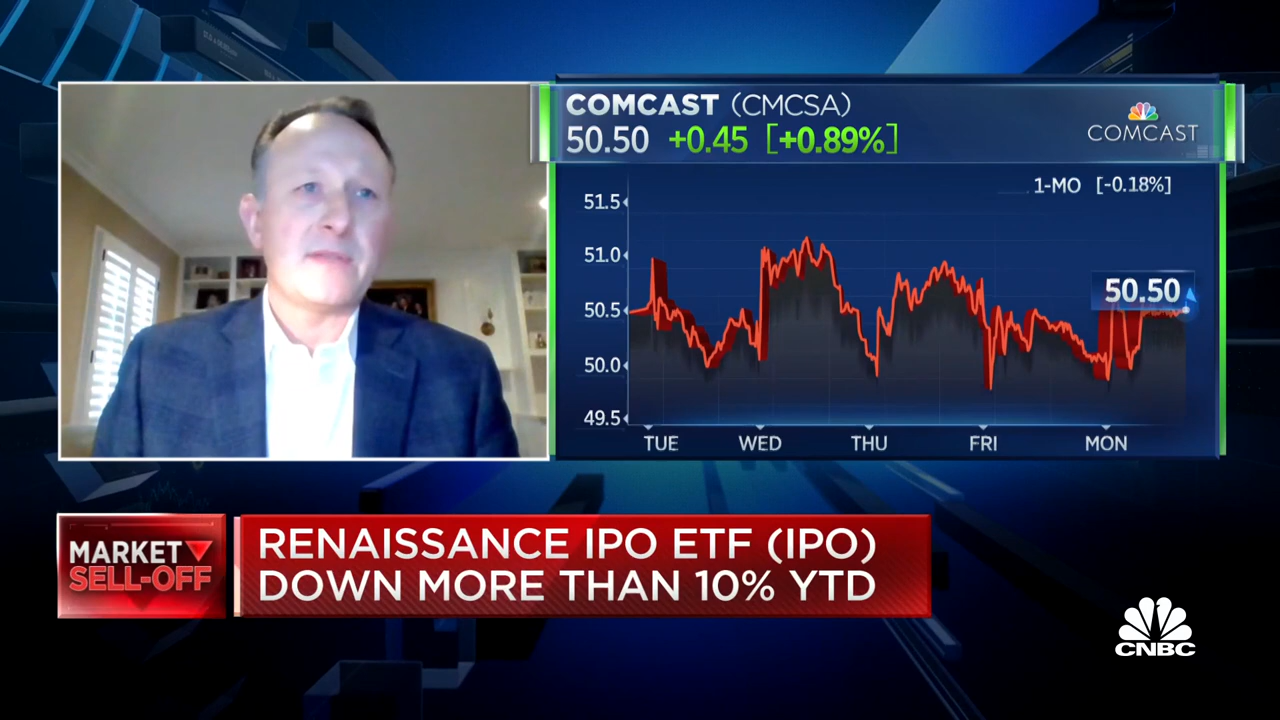 COMCAST (CMCSA)
50.50 +0.45 [+0.89%]
COMCAST
1-MO [-0.18%]
51.5
51.0
50.5
50.0
49.5
50.50
TUE WED THU FRI MON
MARKET
SELL-OFF
RENAISSANCE IPO ETF (IPO)
DOWN MORE THAN 10% YTD
CNBC